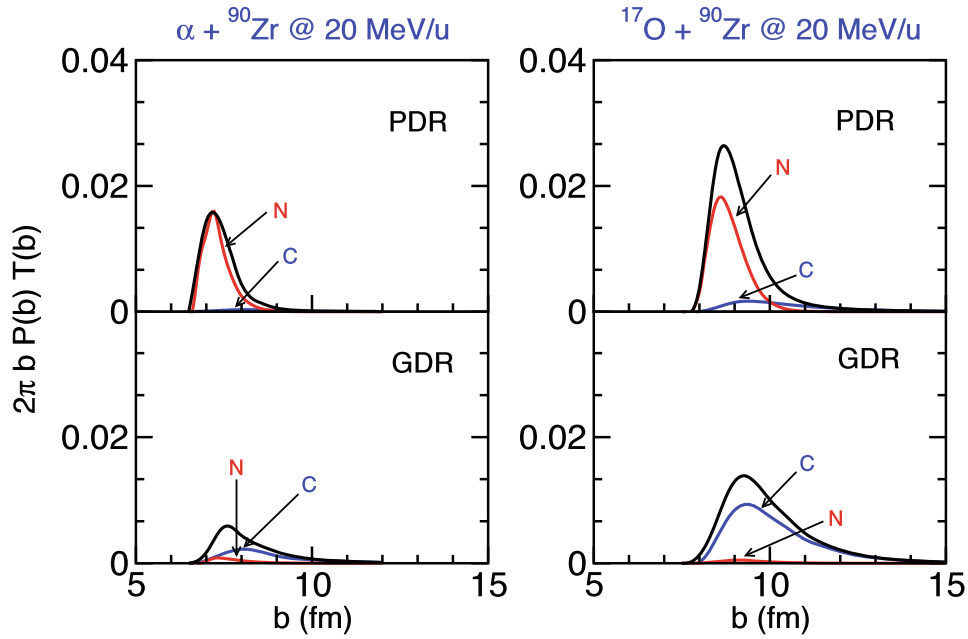 α + ⁹⁰Zr @ 20 MeV/u
¹⁷O + ⁹⁰Zr @ 20 MeV/u
2π b P(b) T(b)
0.04
PDR
0.02
N
C
0
0.04
PDR
0.02
N
C
0
GDR
0.02
N
C
0
5
10
15
b (fm)
GDR
0.02
C
N
0
5
10
15
b (fm)